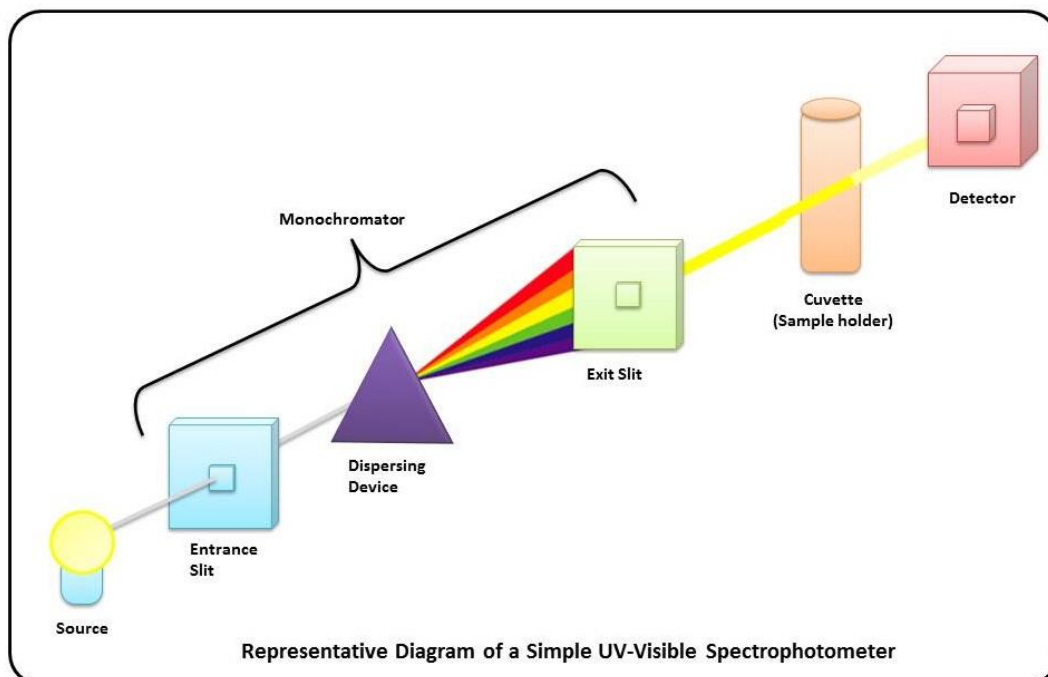 Monochromator
Detector
Cuvette
(Sample holder)
Exit Slit
Dispersing
Device
Entrance
Slit
Source
Representative Diagram of a Simple UV-Visible Spectrophotometer